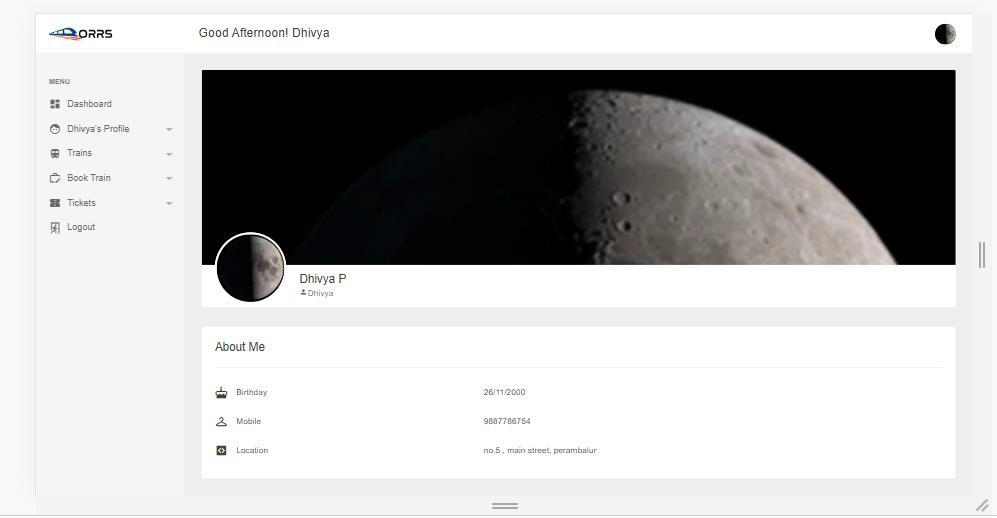 ORRS
Good Afternoon! Dhivya
MENU
Dashboard
Dhivya's Profile
Trains
Book Train
Tickets
Logout
Dhivya P
Dhivya
About Me
Birthday 26/11/2000
Mobile 9887786754
Location no.5 , main street, perambalur